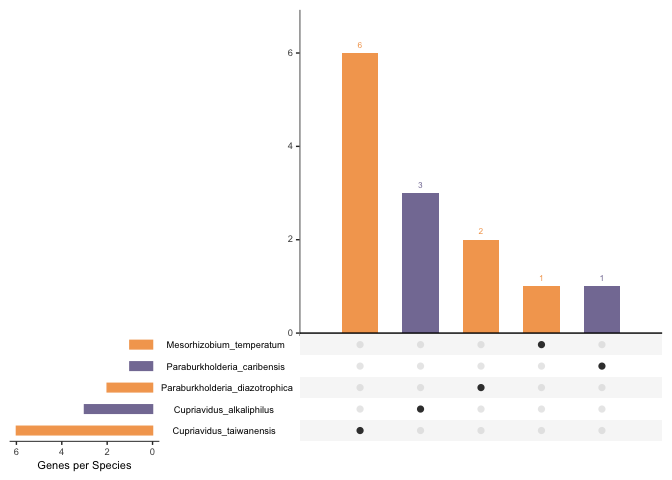 6
6
4
3
2
2
1
1
0
Mesorhizobium_temperatum
Paraburkholderia_caribensis
Paraburkholderia_diazotrophica
Cupriavidus_alkaliphilus
Cupriavidus_taiwanensis
6 4 2 0
Genes per Species